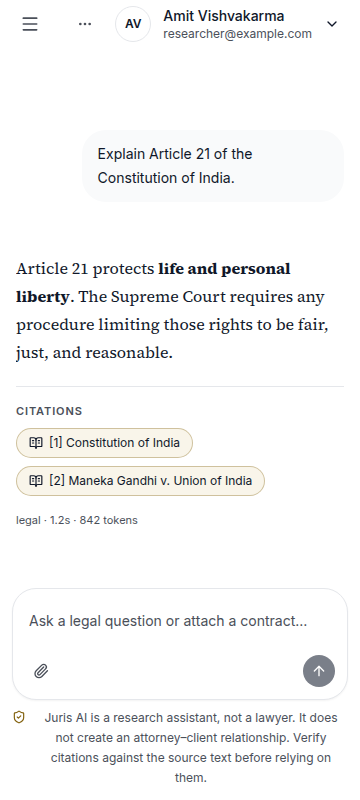 AV
Amit Vishvakarma
researcher@example.com
Explain Article 21 of the
Constitution of India.
Article 21 protects life and personal
liberty. The Supreme Court requires any
procedure limiting those rights to be fair,
just, and reasonable.
CITATIONS
[1] Constitution of India
[2] Maneka Gandhi v. Union of India
legal · 1.2s · 842 tokens
Ask a legal question or attach a contract...
Juris AI is a research assistant, not a lawyer. It does
not create an attorney–client relationship. Verify
citations against the source text before relying on
them.